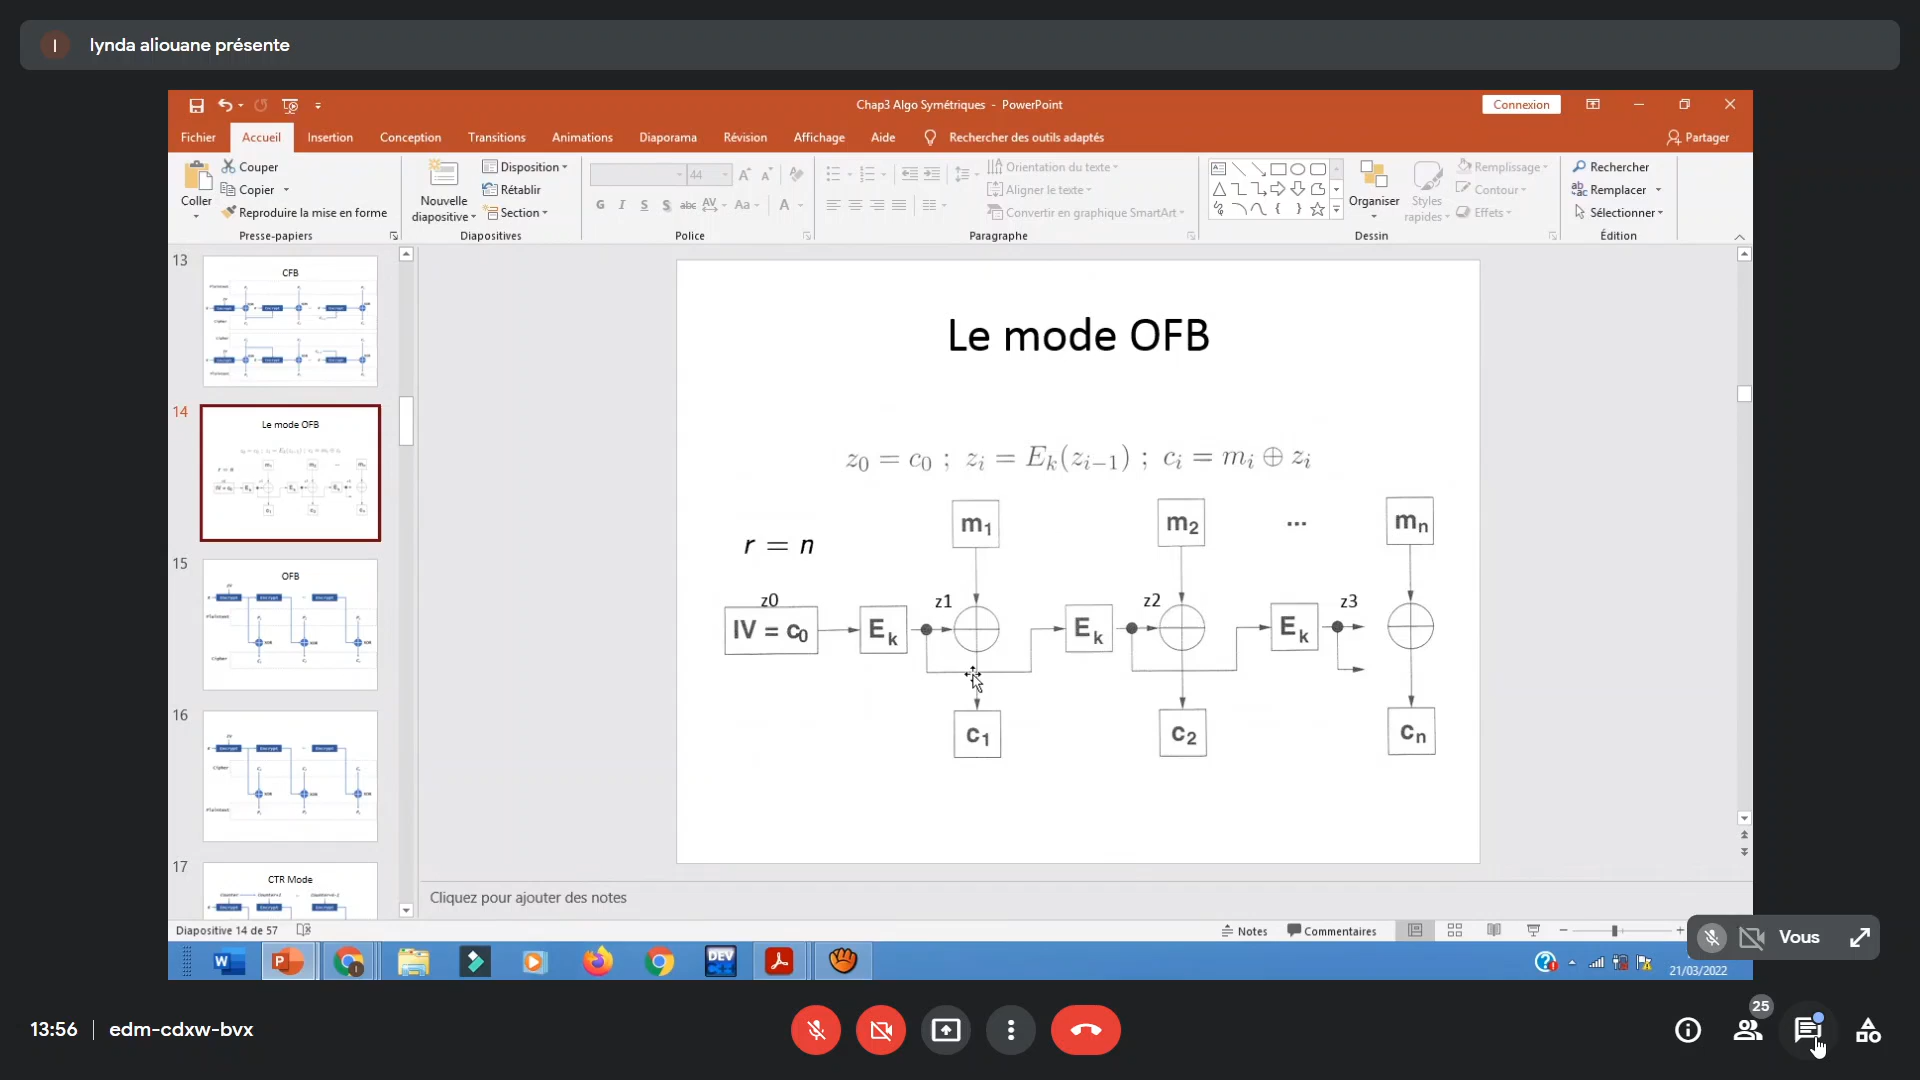 l
lynda aliouane présente
Chap3 Algo Symétriques - PowerPoint
Connexion
Fichier Accueil Insertion Conception Transitions Animations Diaporama Révision Affichage Aide Rechercher des outils adaptés Partager
Coller
Couper
Copier
Reproduire la mise en forme
Presse-papiers
Nouvelle diapositive
Disposition
Rétablir
Section
Diapositives
44
G I S S abc AV Aa A
Police
Orientation du texte
Aligner le texte
Convertir en graphique SmartArt
Paragraphe
Organiser
Styles rapides
Remplissage
Contour
Effets
Dessin
Rechercher
Remplacer
Sélectionner
Édition
13
CFB
14
Le mode OFB
15
OFB
16
17
CTR Mode
Le mode OFB
z₀ = c₀ ; zᵢ = Eₖ(zᵢ₋₁) ; cᵢ = mᵢ ⊕ zᵢ
m₁ m₂ ... mₙ
r = n
z0 z1 z2 z3
IV = c₀ Eₖ Eₖ Eₖ
c₁ c₂ cₙ
Cliquez pour ajouter des notes
Diapositive 14 de 57
Notes Commentaires
Vous
W P DEV
21/03/2022
13:56 edm-cdxw-bvx
25